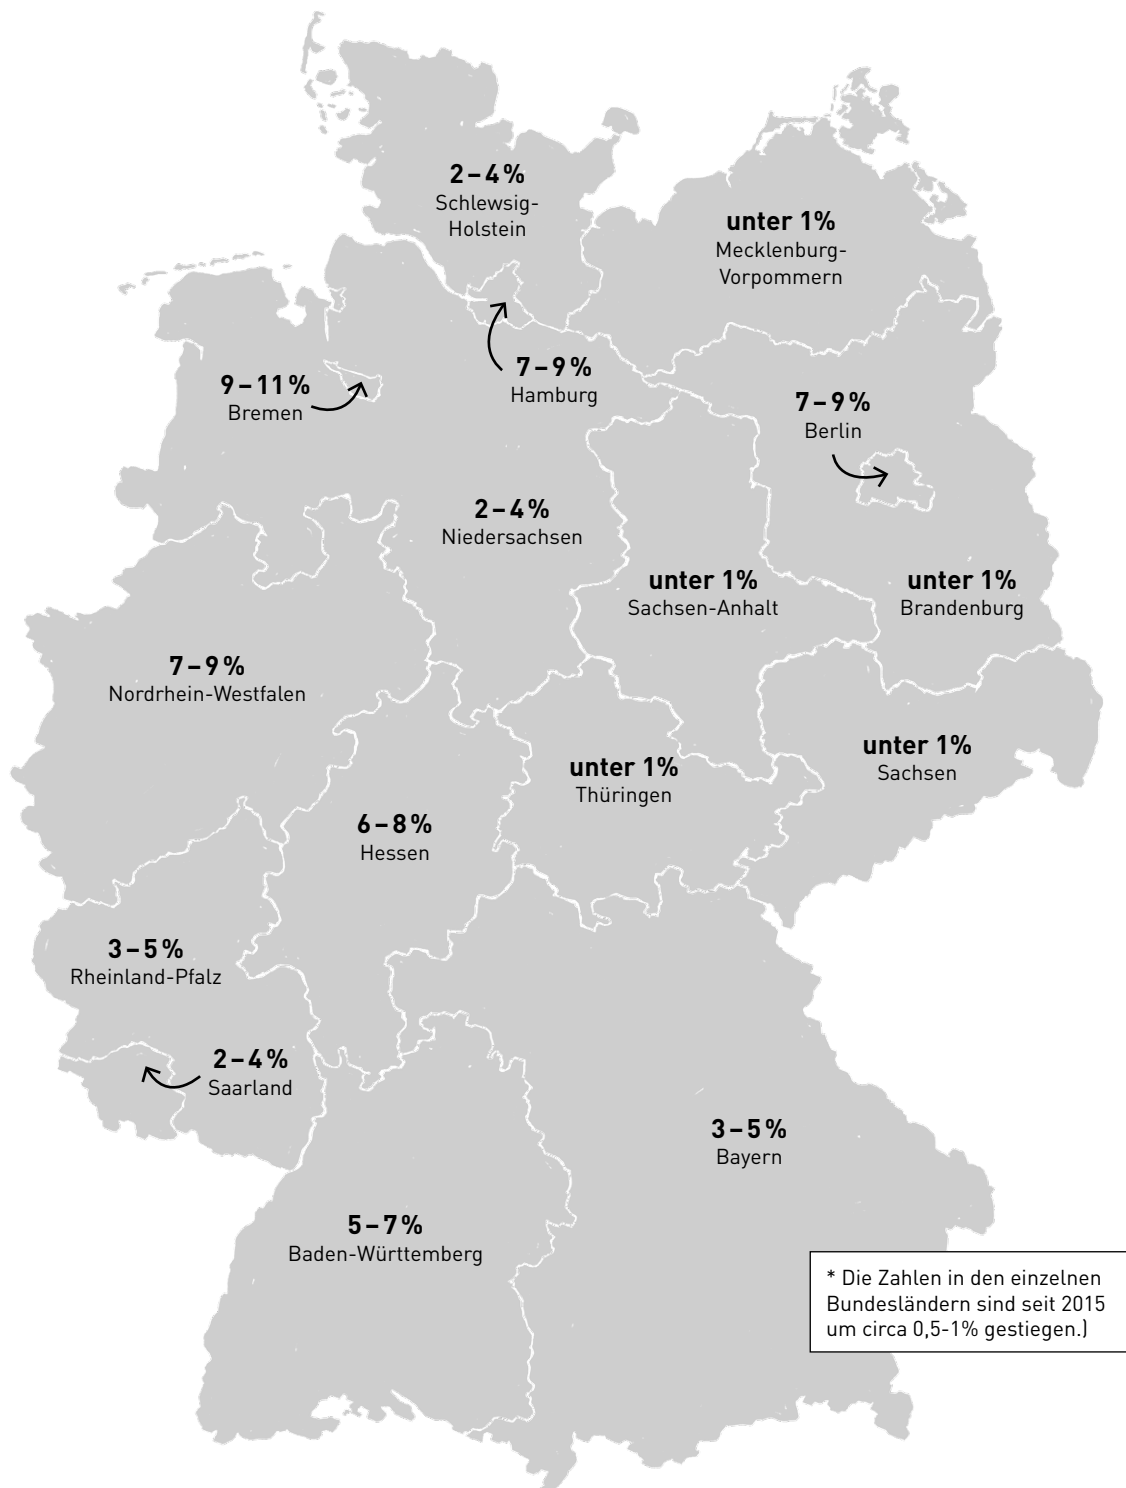 2–4%
Schlewsig-
Holstein
unter 1%
Mecklenburg-
Vorpommern
7–9%
Hamburg
9–11%
Bremen
7–9%
Berlin
2–4%
Niedersachsen
unter 1%
Sachsen-Anhalt
unter 1%
Brandenburg
7–9%
Nordrhein-Westfalen
unter 1%
Sachsen
unter 1%
Thüringen
6–8%
Hessen
3–5%
Rheinland-Pfalz
2–4%
Saarland
3–5%
Bayern
5–7%
Baden-Württemberg
* Die Zahlen in den einzelnen
Bundesländern sind seit 2015
um circa 0,5-1% gestiegen.)